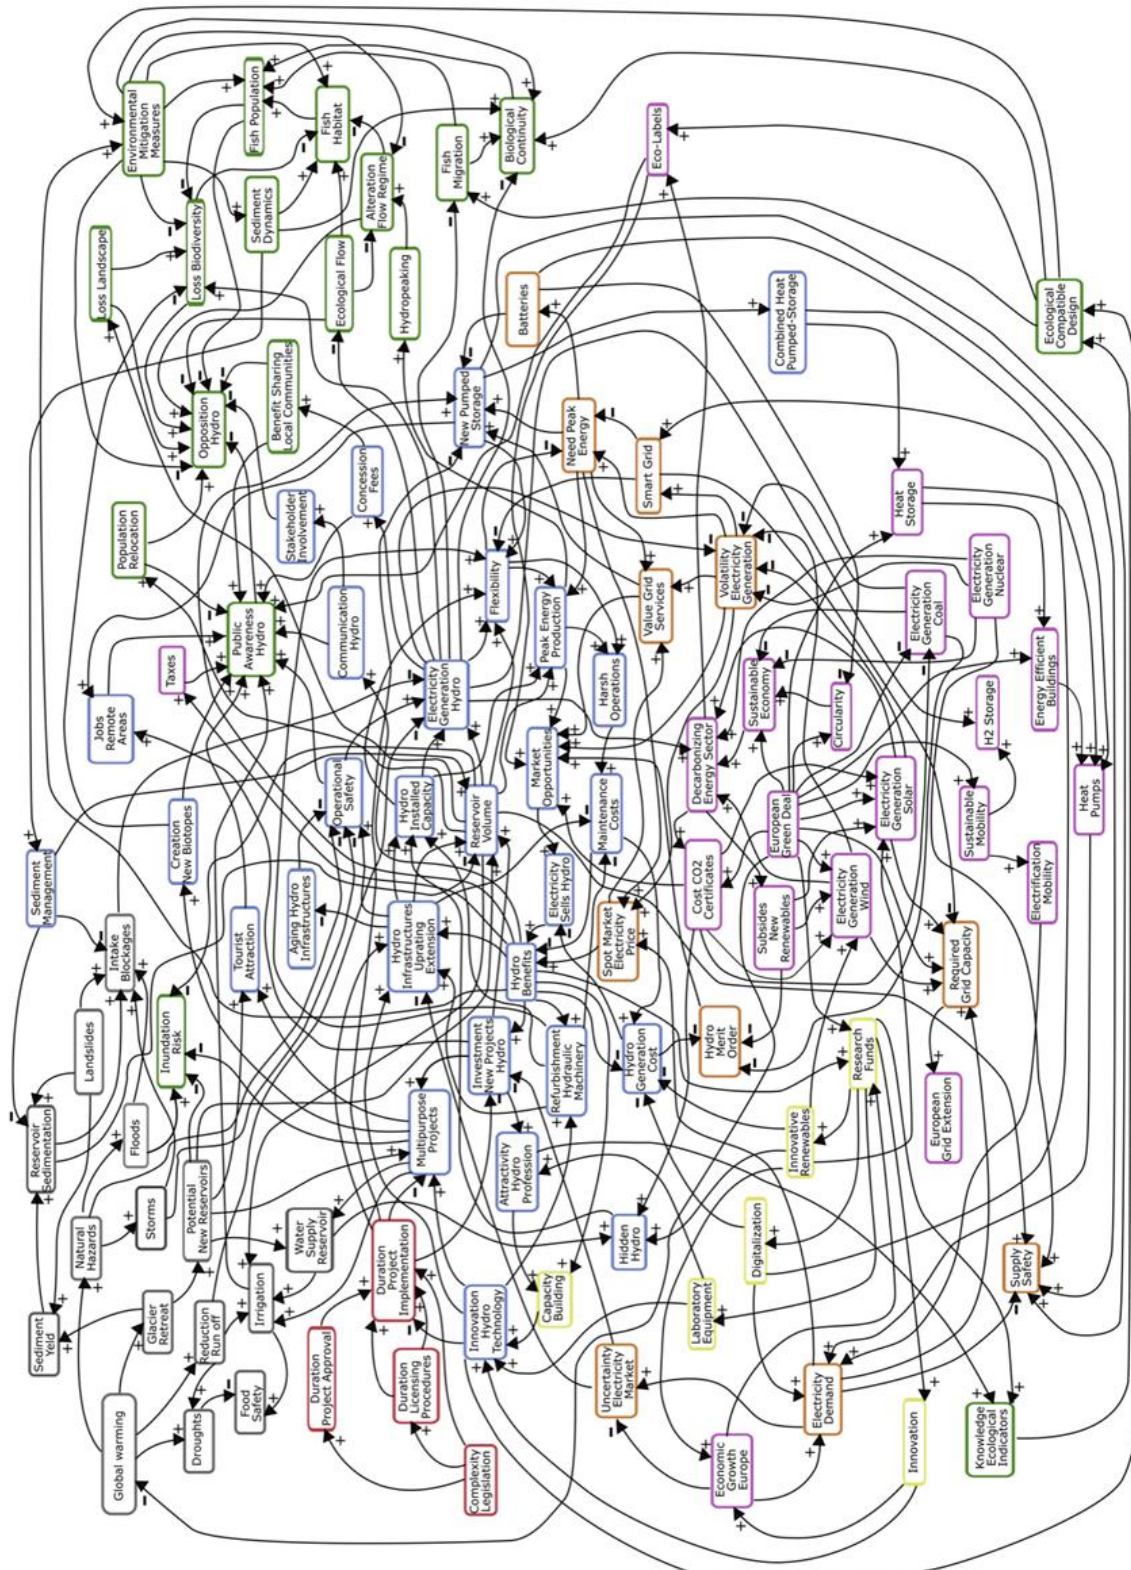 Environmental
Mitigation
Measures
Fish Population
Fish
Habitat
Loss Landscape
Loss Biodiversity
Sediment
Dynamics
Alteration
Flow Regime
Fish
Migration
Biological
Continuity
Eco-Labels
Ecological Flow
Hydropeaking
Batteries
Combined Heat
Pumped-Storage
Ecological
Compatible
Design
Opposition
Hydro
Benefit Sharing
Local Communities
New Pumped
Storage
Need Peak
Energy
Smart Grid
Concession
Fees
Stakeholder
Involvement
Population
Relocation
Heat
Storage
Flexibility
Volatility
Electricity
Generation
Value Grid
Services
Electricity
Generation
Nuclear
Electricity
Generation
Coal
Public
Awareness
Hydro
Communication
Hydro
Peak Energy
Production
Taxes
Jobs
Remote
Areas
Electricity
Generation
Hydro
Harsh
Operations
Sustainable
Economy
Circularity
H2 Storage
Energy Efficient
Buildings
Market
Opportunities
Decarbonizing
Energy Sector
Operational
Safety
Hydro
Installed
Capacity
Reservoir
Volume
Maintenance
Costs
European
Green Deal
Electricity
Generation
Solar
Sustainable
Mobility
Heat
Pumps
Sediment
Management
Creation
New Biotopes
Electricity
Sells Hydro
Cost CO2
Certificates
Electricity
Generation
Wind
Electrification
Mobility
Intake
Blockages
Tourist
Attraction
Aging Hydro
Infrastructures
Hydro
Infrastructures
Uprating
Extension
Hydro
Benefits
Spot Market
Electricity
Price
Subsides
New
Renewables
Required
Grid Capacity
Landslides
Inundation
Risk
Investment
New Projects
Hydro
Refurbishment
Hydraulic
Machinery
Hydro
Generation
Cost
Hydro
Merit
Order
Research
Funds
European
Grid Extension
Reservoir
Sedimentation
Floods
Multipurpose
Projects
Attractivity
Hydro
Profession
Innovative
Renewables
Natural
Hazards
Storms
Potential
New Reservoirs
Water
Supply
Reservoir
Hidden
Hydro
Digitalization
Supply
Safety
Sediment
Yeld
Glacier
Retreat
Reduction
Run off
Irrigation
Duration
Project
Implementation
Innovation
Hydro
Technology
Capacity
Building
Laboratory
Equipment
Global warming
Droughts
Food
Safety
Duration
Project Approval
Duration
Licensing
Procedures
Uncertainty
Electricity
Market
Electricity
Demand
Complexity
Legislation
Economic
Growth
Europe
Innovation
Knowledge
Ecological
Indicators